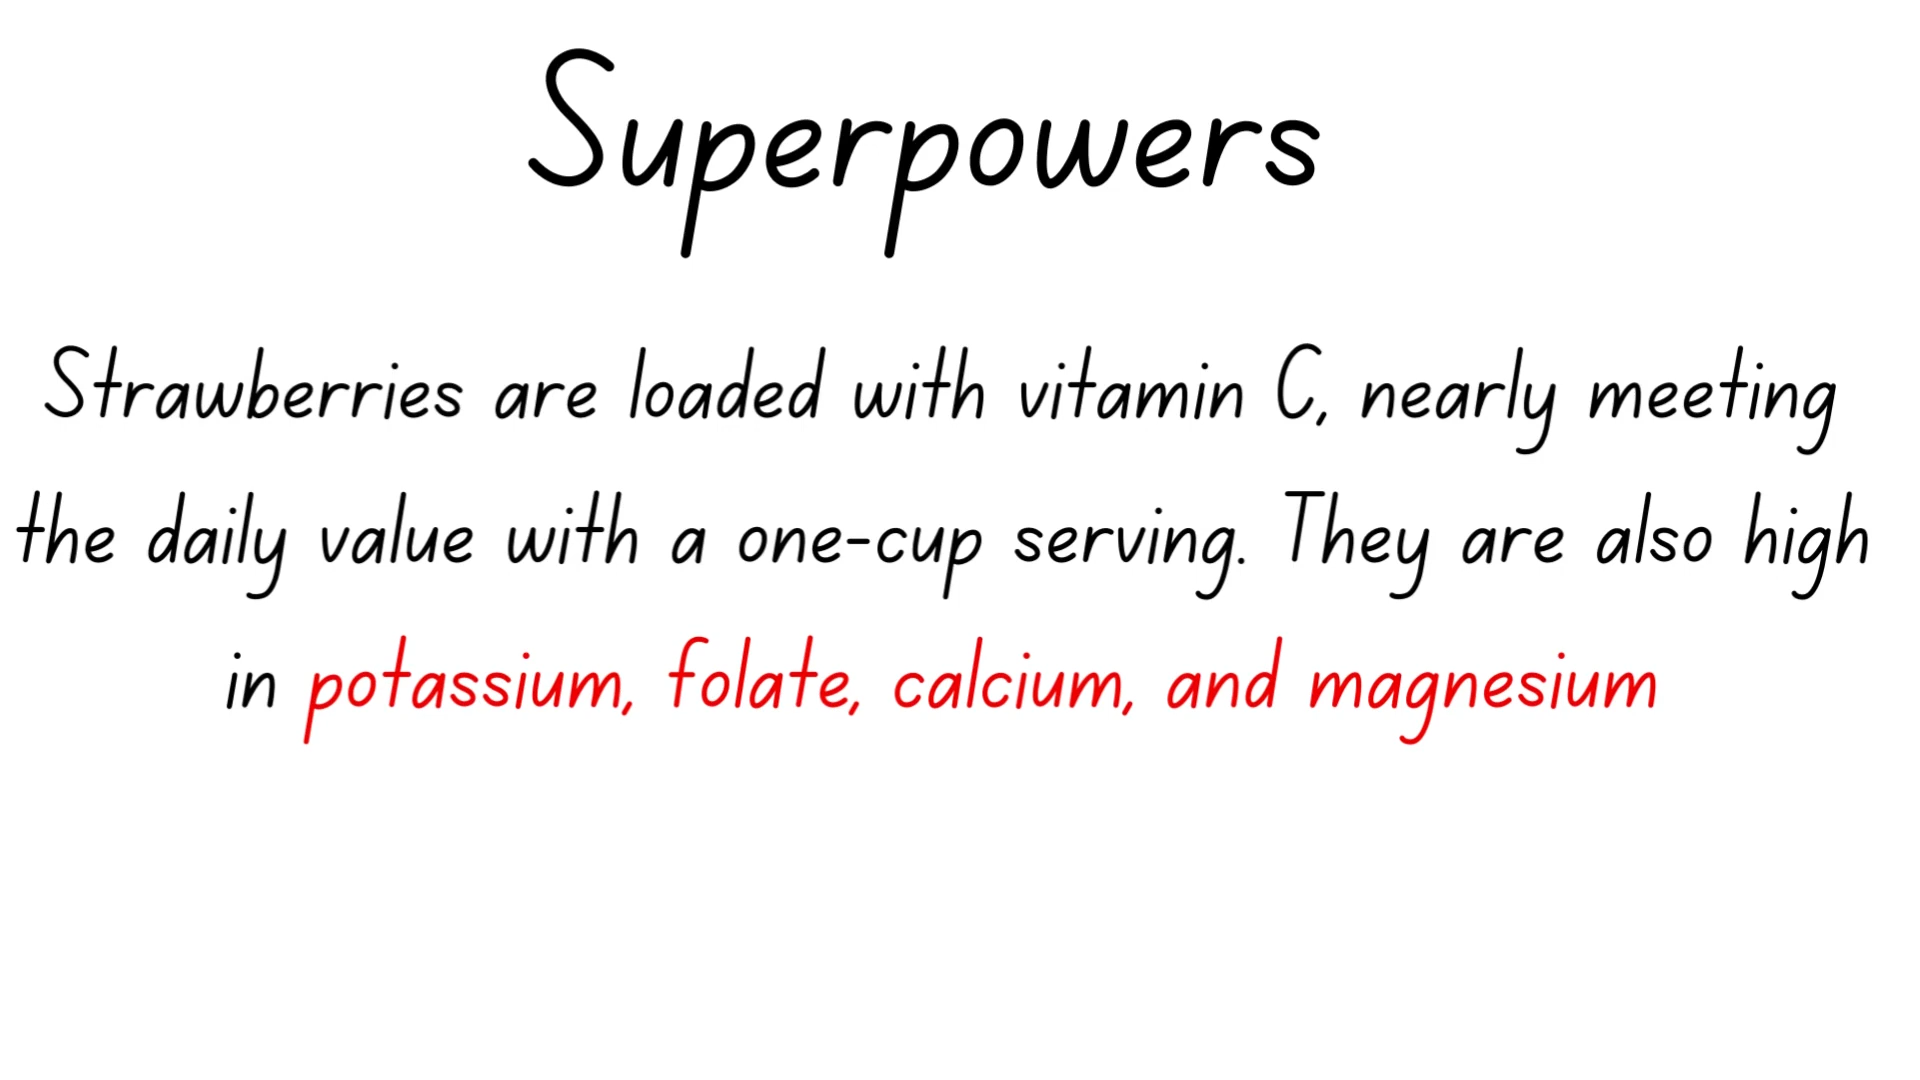 Superpowers
Strawberries are loaded with vitamin C, nearly meeting
the daily value with a one-cup serving. They are also high
in potassium, folate, calcium, and magnesium